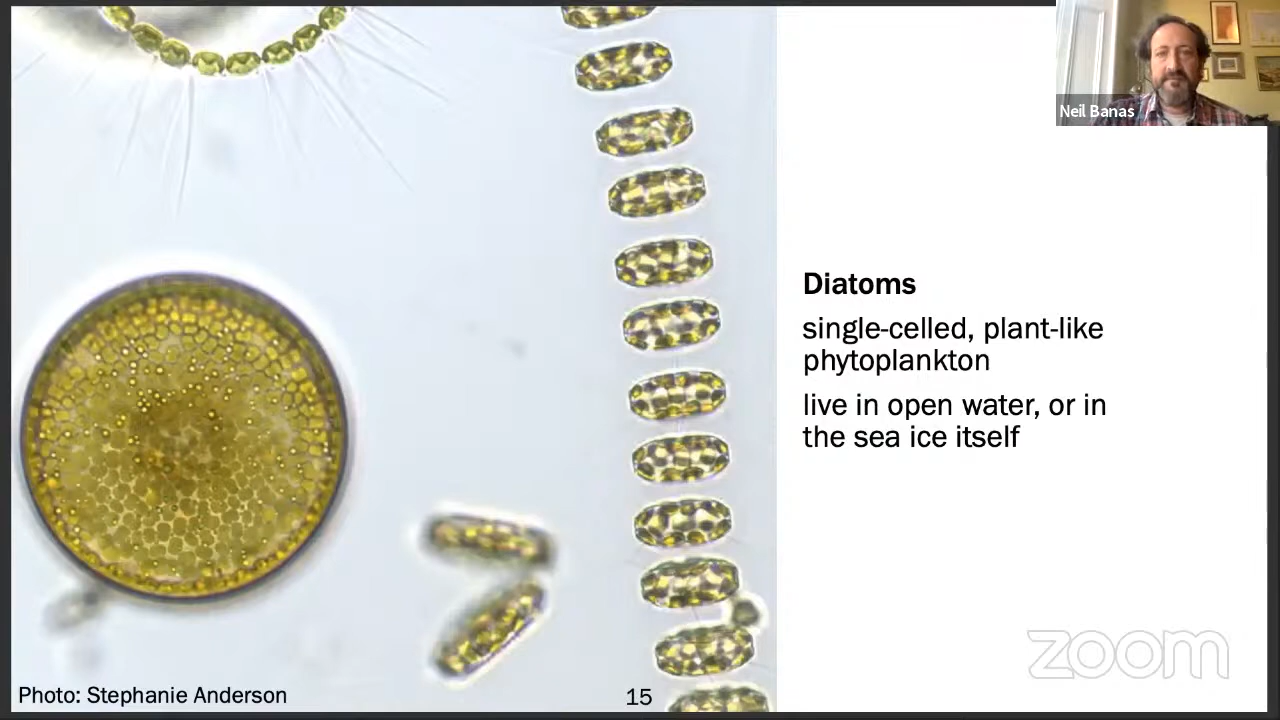 Neil Banas
Diatoms
single-celled, plant-like
phytoplankton
live in open water, or in
the sea ice itself
zoom
Photo: Stephanie Anderson
15